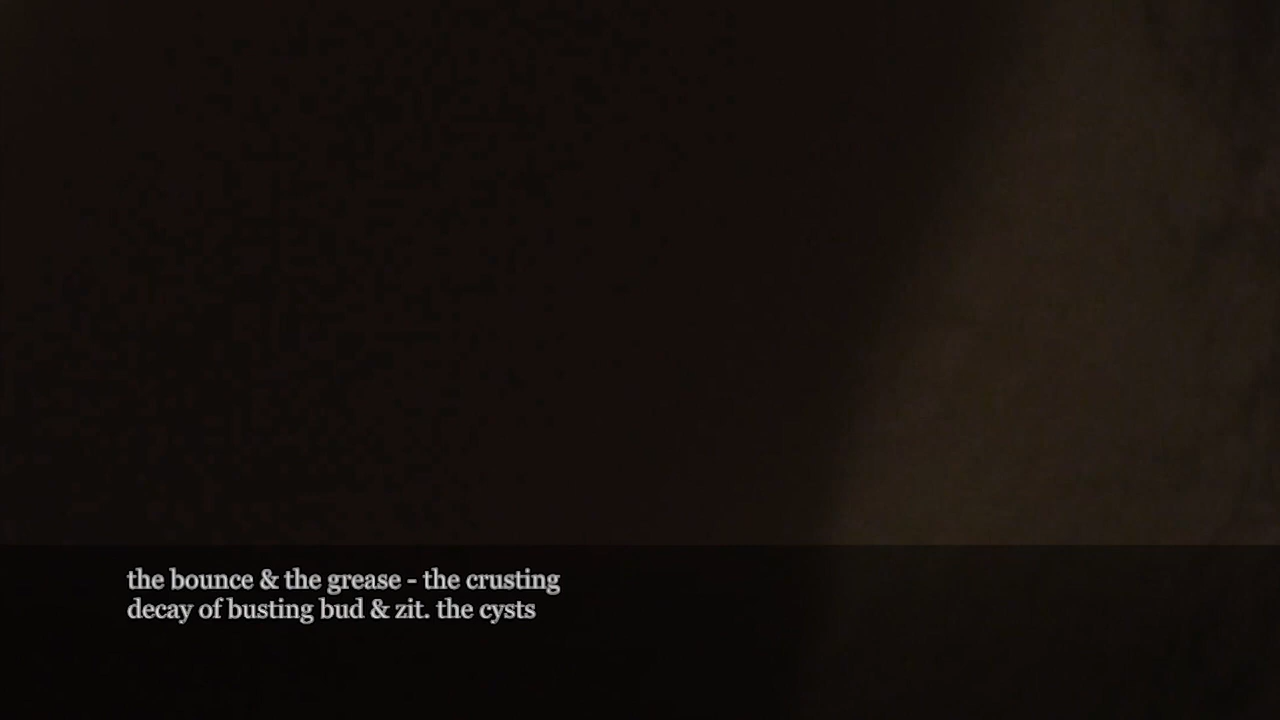 the bounce & the grease - the crusting
decay of busting bud & zit. the cysts